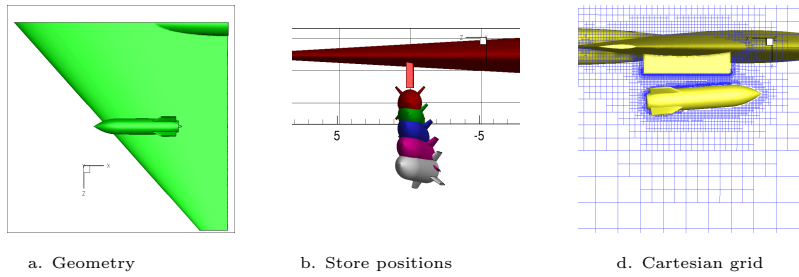 Z
5
-5
X
Z
a. Geometry
b. Store positions
d. Cartesian grid